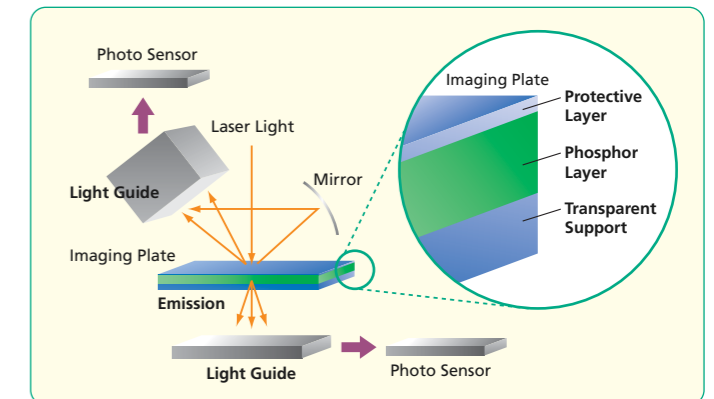 Photo Sensor
Laser Light
Light Guide
Mirror
Imaging Plate
Emission
Light Guide
Photo Sensor
Imaging Plate
Protective
Layer
Phosphor
Layer
Transparent
Support